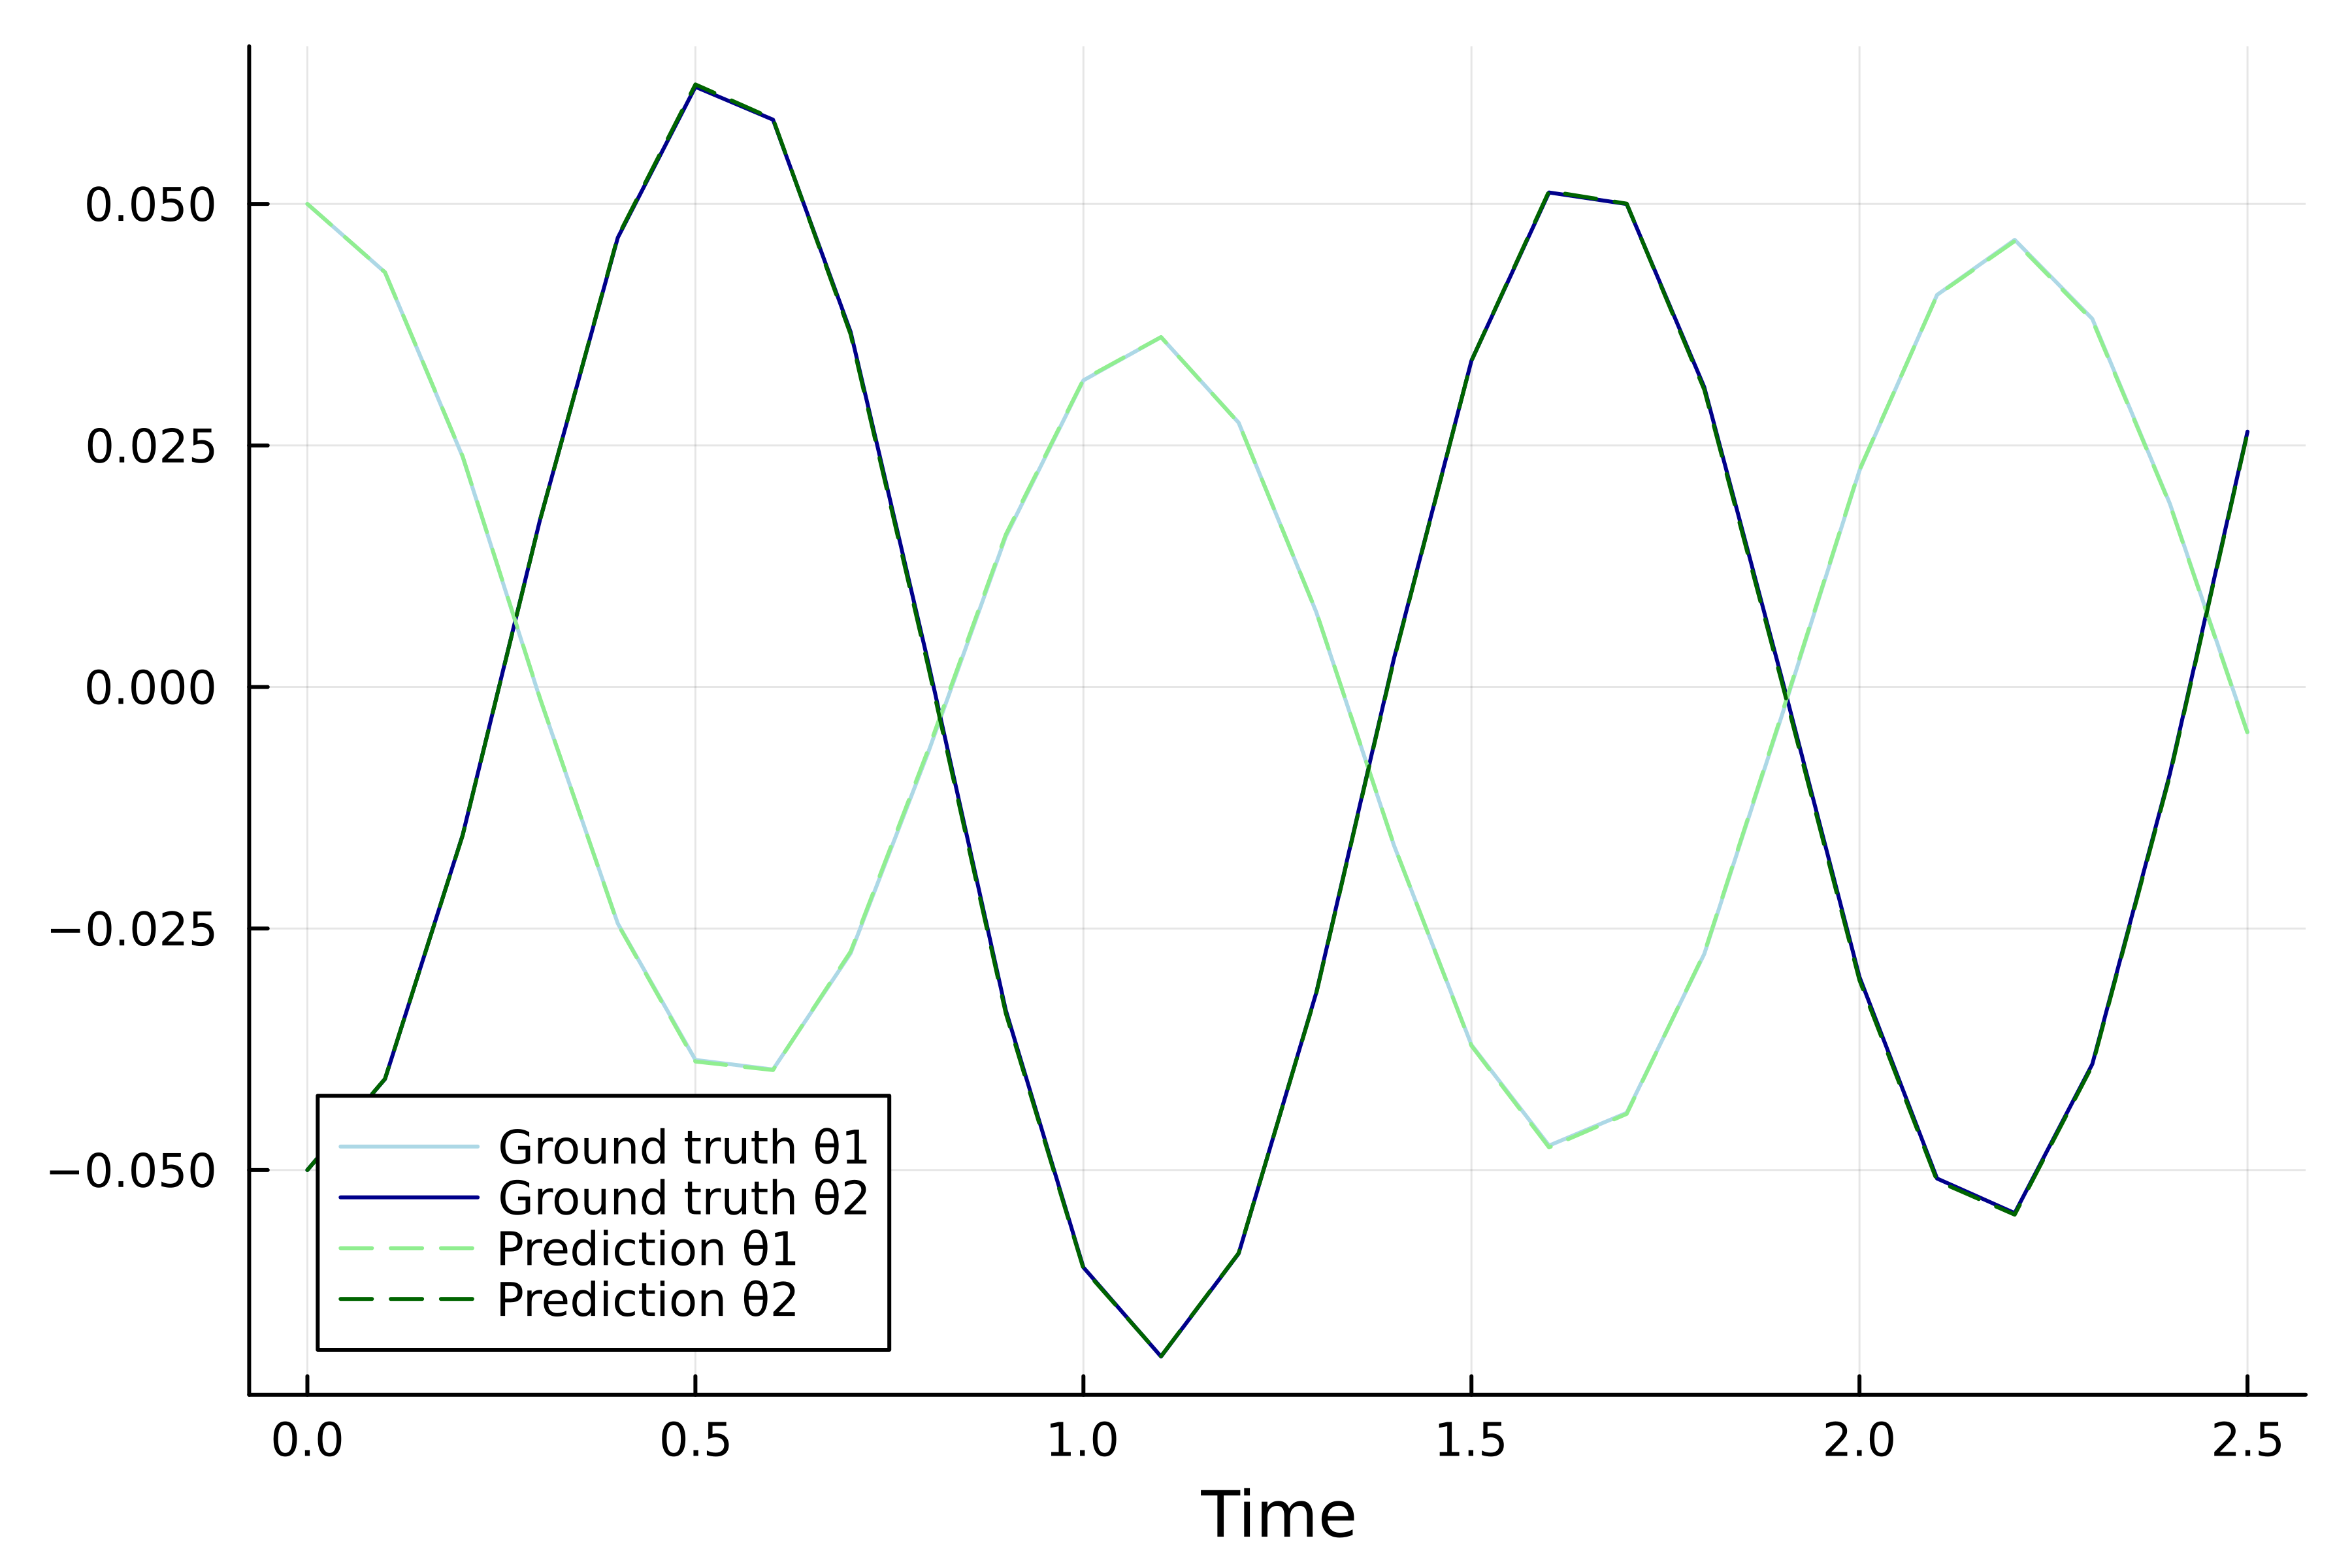 0.050
0.025
0.000
−0.025
−0.050
Ground truth θ1
Ground truth θ2
Prediction θ1
Prediction θ2
0.0 0.5 1.0 1.5 2.0 2.5
Time